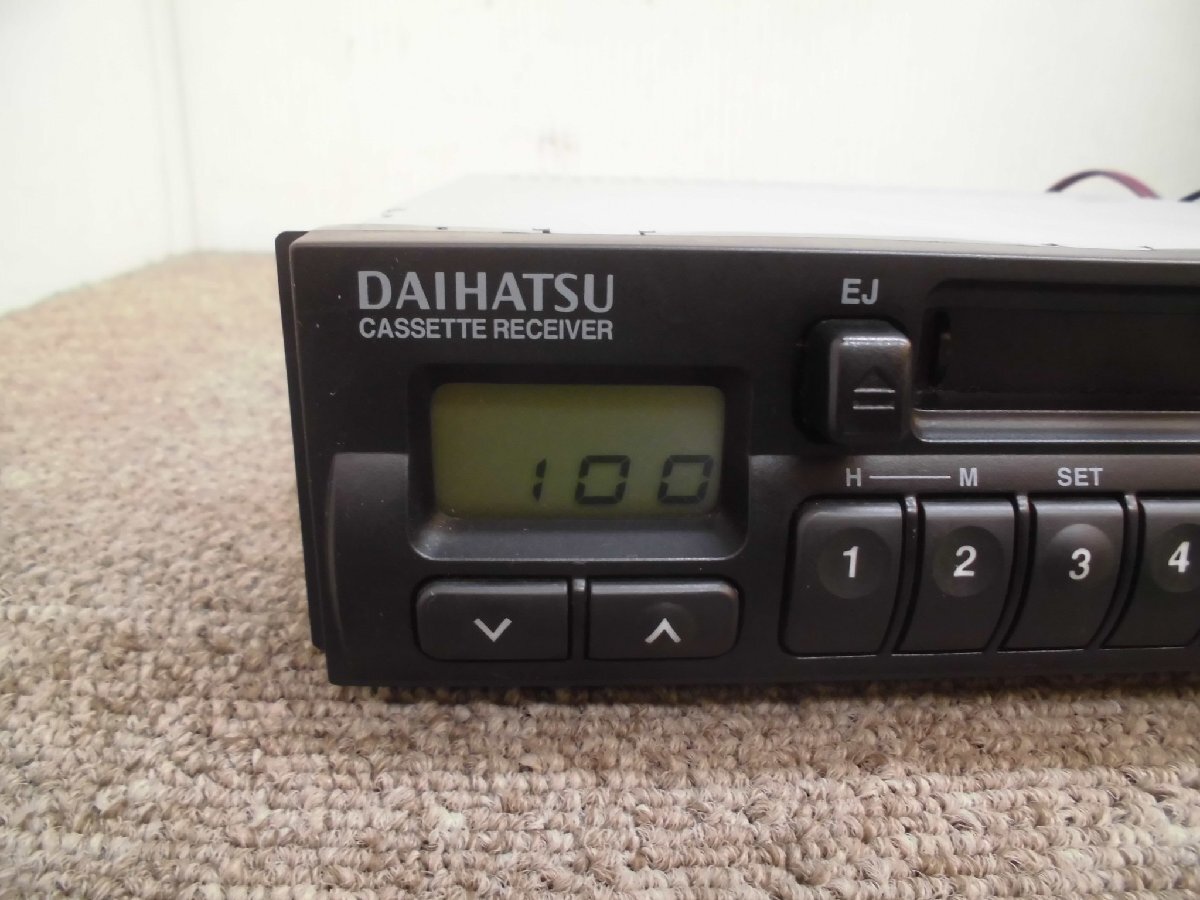 DAIHATSU
CASSETTE RECEIVER
EJ
100
H M SET
1 2 3 4